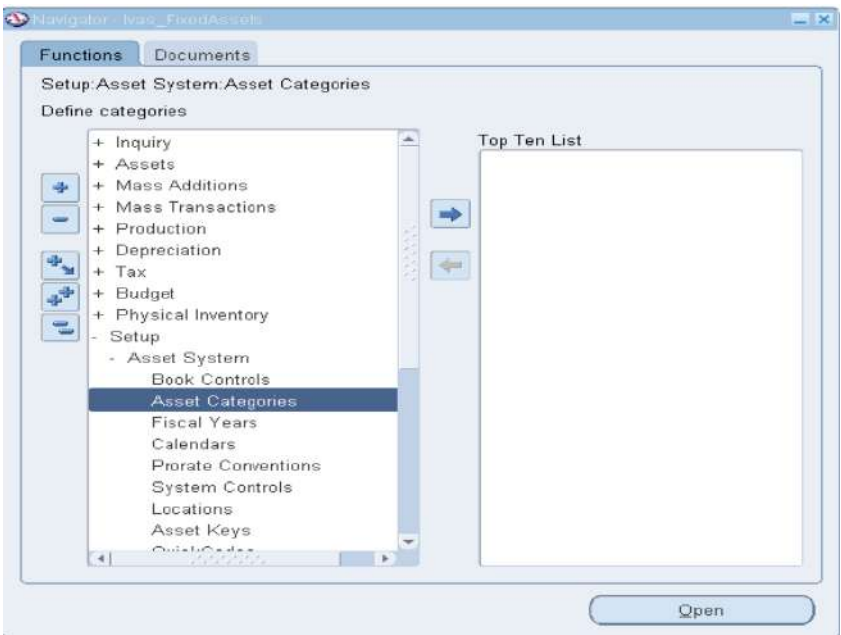 Navigator - Ivas_FixedAssets
Functions
Documents
Setup:Asset System:Asset Categories
Define categories
Top Ten List
+ Inquiry
+ Assets
+ Mass Additions
+ Mass Transactions
+ Production
+ Depreciation
+ Tax
+ Budget
+ Physical Inventory
- Setup
- Asset System
Book Controls
Asset Categories
Fiscal Years
Calendars
Prorate Conventions
System Controls
Locations
Asset Keys
Open